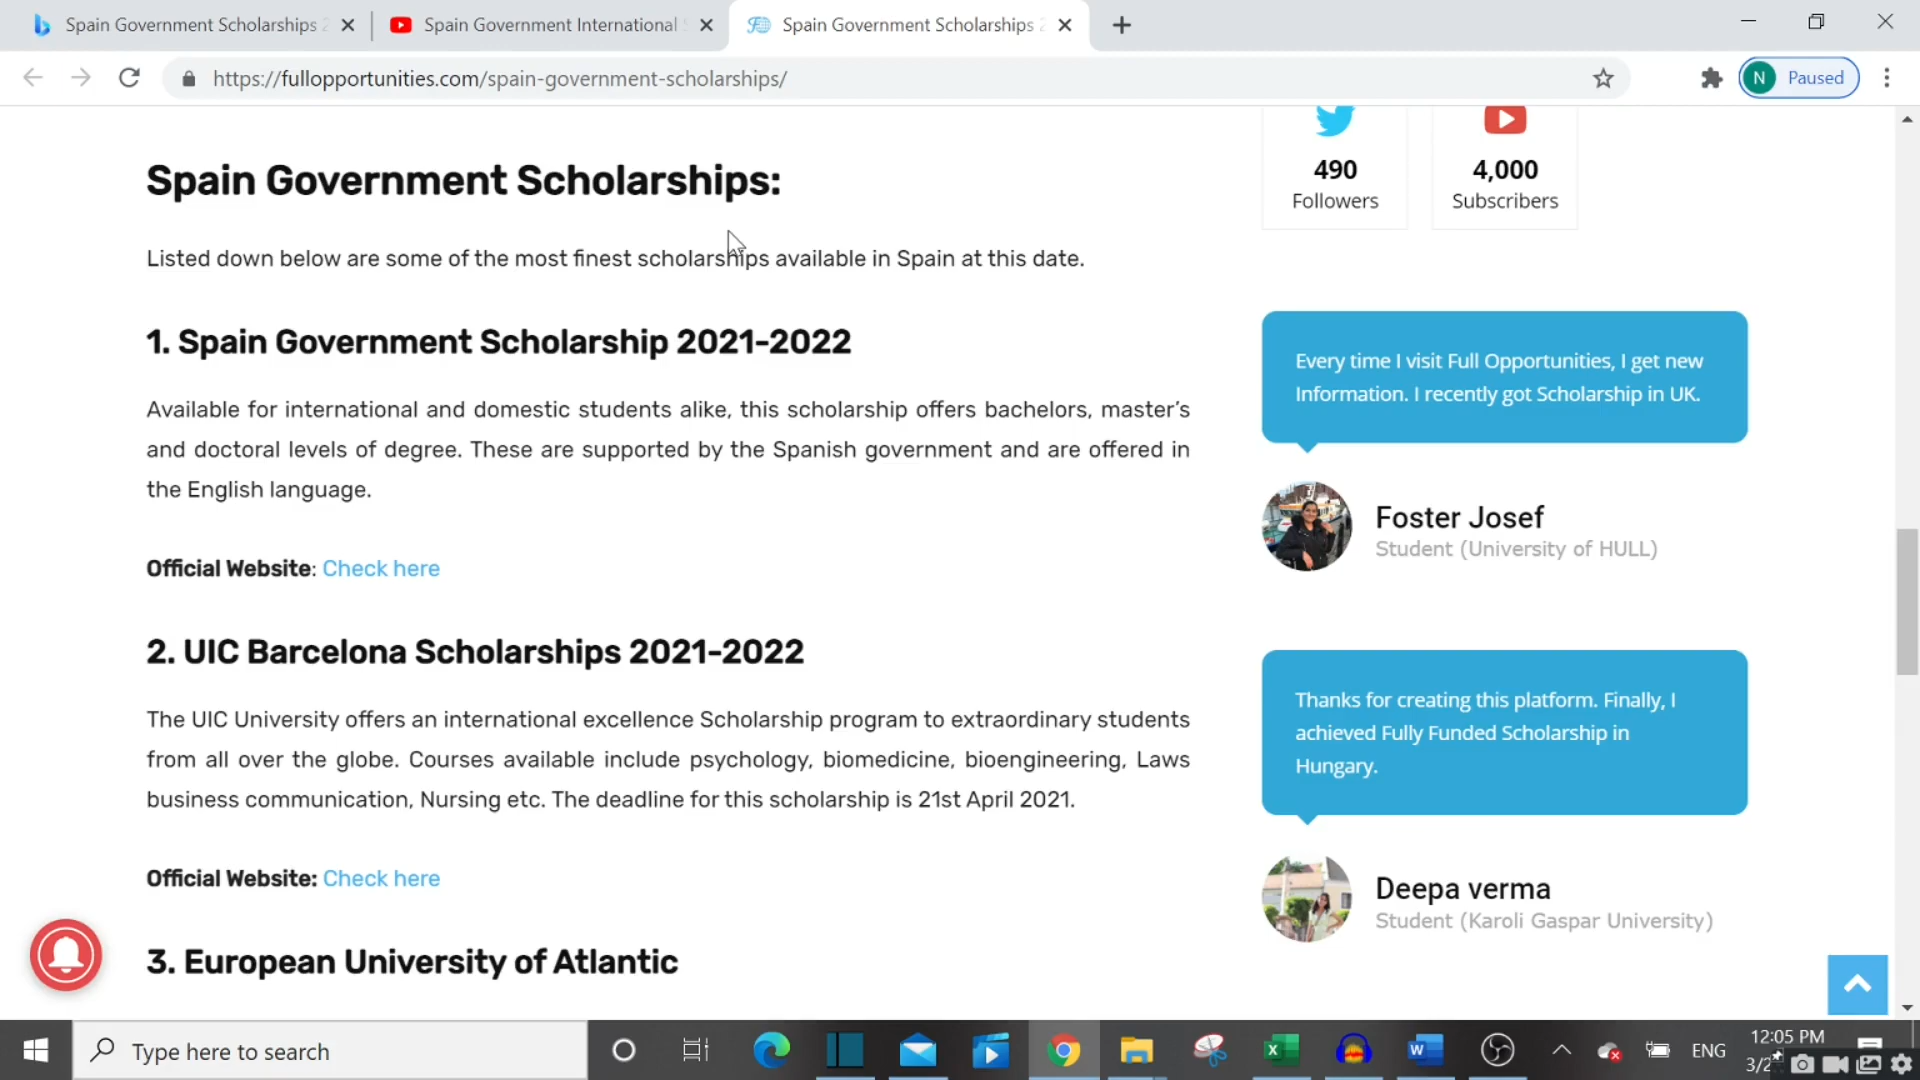 Spain Government Scholarships 2
Spain Government International S
Spain Government Scholarships 2
https://fullopportunities.com/spain-government-scholarships/
N Paused
490
Followers
4,000
Subscribers
Spain Government Scholarships:
Listed down below are some of the most finest scholarships available in Spain at this date.
1. Spain Government Scholarship 2021-2022
Available for international and domestic students alike, this scholarship offers bachelors, master's
and doctoral levels of degree. These are supported by the Spanish government and are offered in
the English language.
Official Website: Check here
2. UIC Barcelona Scholarships 2021-2022
The UIC University offers an international excellence Scholarship program to extraordinary students
from all over the globe. Courses available include psychology, biomedicine, bioengineering, Laws
business communication, Nursing etc. The deadline for this scholarship is 21st April 2021.
Official Website: Check here
3. European University of Atlantic
Every time I visit Full Opportunities, I get new
Information. I recently got Scholarship in UK.
Foster Josef
Student (University of HULL)
Thanks for creating this platform. Finally, I
achieved Fully Funded Scholarship in
Hungary.
Deepa verma
Student (Karoli Gaspar University)
Type here to search
ENG
12:05 PM